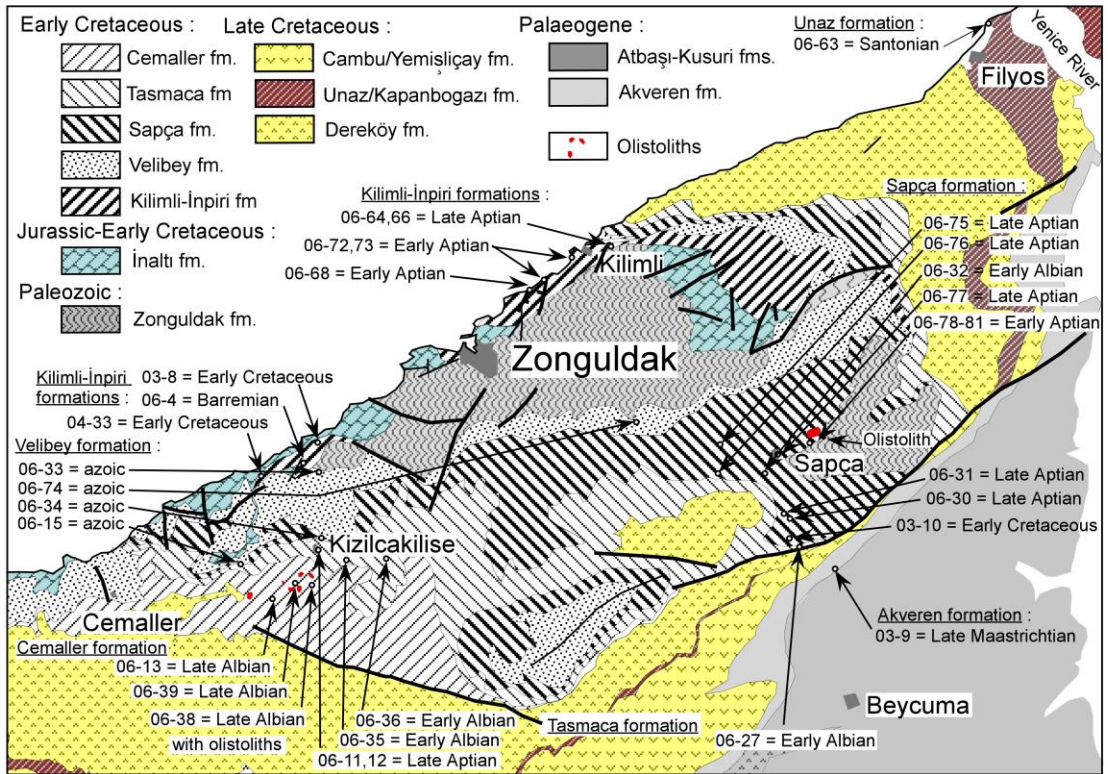 Early Cretaceous :
Cemaller fm.
Tasmaca fm
Sapça fm.
Velibey fm.
Kilimli-İnpiri fm
Jurassic-Early Cretaceous :
İnaltı fm.
Paleozoic :
Zonguldak fm.
Late Cretaceous :
Cambu/Yemişliçay fm.
Unaz/Kapanbogazı fm.
Dereköy fm.
Palaeogene :
Atbaşı-Kusuri fms.
Akveren fm.
Olistoliths
Unaz formation :
06-63 = Santonian
Yenice River
Filyos
Kilimli-İnpiri formations :
06-64,66 = Late Aptian
06-72,73 = Early Aptian
06-68 = Early Aptian
Kilimli
Sapça formation :
06-75 = Late Aptian
06-76 = Late Aptian
06-32 = Early Albian
06-77 = Late Aptian
06-78-81 = Early Aptian
Zonguldak
Kilimli-İnpiri
formations :
03-8 = Early Cretaceous
06-4 = Barremian
04-33 = Early Cretaceous
Velibey formation :
06-33 = azoic
06-74 = azoic
06-34 = azoic
06-15 = azoic
Olistolith
Sapça
06-31 = Late Aptian
06-30 = Late Aptian
03-10 = Early Cretaceous
Kizilcakilise
Cemaller
Cemaller formation :
06-13 = Late Albian
06-39 = Late Albian
06-38 = Late Albian
with olistoliths
06-36 = Early Albian
06-35 = Early Albian
06-11,12 = Late Aptian
Tasmaca formation
Akveren formation :
03-9 = Late Maastrichtian
Beycuma
06-27 = Early Albian